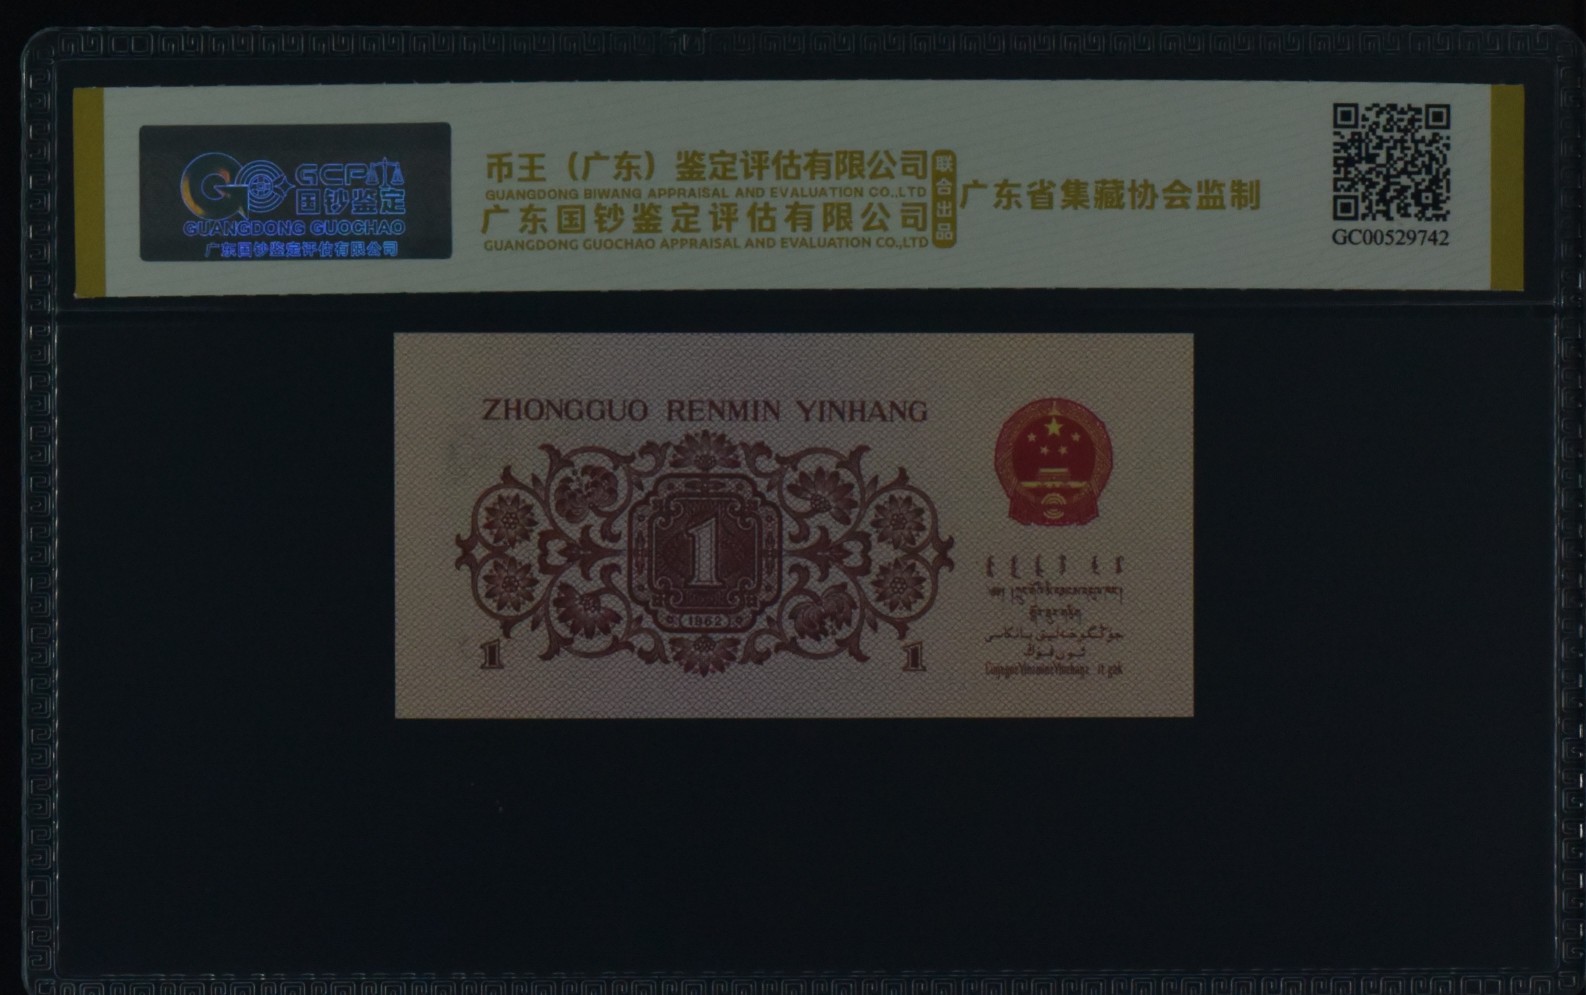 GCP
国钞鉴定
GUANGDONG GUOCHAO
广东国钞鉴定评估有限公司
币王（广东）鉴定评估有限公司
GUANGDONG BIWANG APPRAISAL AND EVALUATION CO.,LTD
广东国钞鉴定评估有限公司
GUANGDONG GUOCHAO APPRAISAL AND EVALUATION CO.,LTD
联合出品
广东省集藏协会监制
GC00529742
ZHONGGUO RENMIN YINHANG
1
1962
1
1